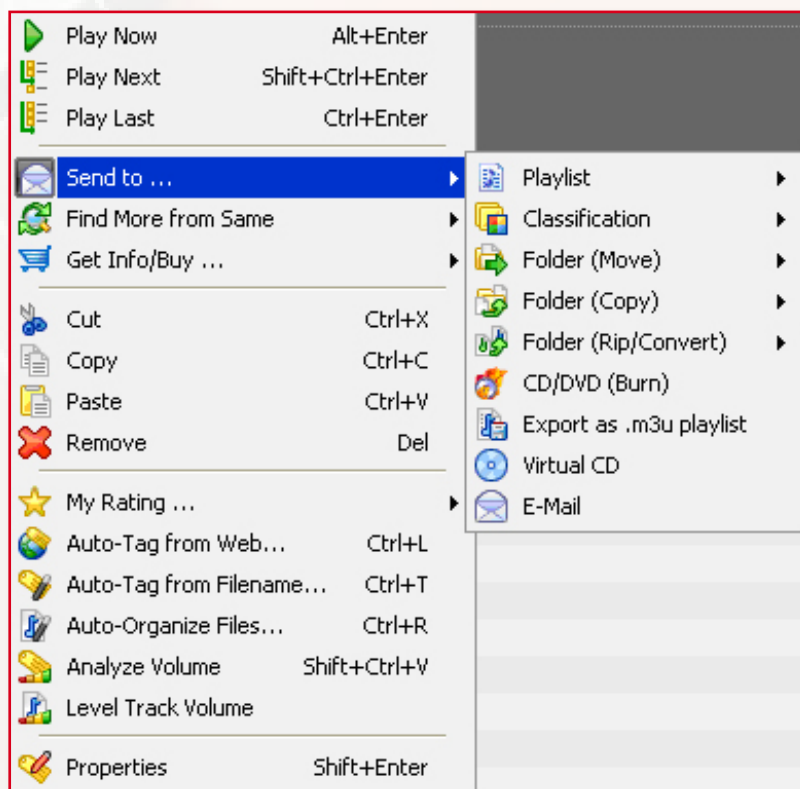 Play Now Alt+Enter
Play Next Shift+Ctrl+Enter
Play Last Ctrl+Enter
Send to ...
Find More from Same
Get Info/Buy ...
Cut Ctrl+X
Copy Ctrl+C
Paste Ctrl+V
Remove Del
My Rating ...
Auto-Tag from Web... Ctrl+L
Auto-Tag from Filename... Ctrl+T
Auto-Organize Files... Ctrl+R
Analyze Volume Shift+Ctrl+V
Level Track Volume
Properties Shift+Enter
Playlist
Classification
Folder (Move)
Folder (Copy)
Folder (Rip/Convert)
CD/DVD (Burn)
Export as .m3u playlist
Virtual CD
E-Mail